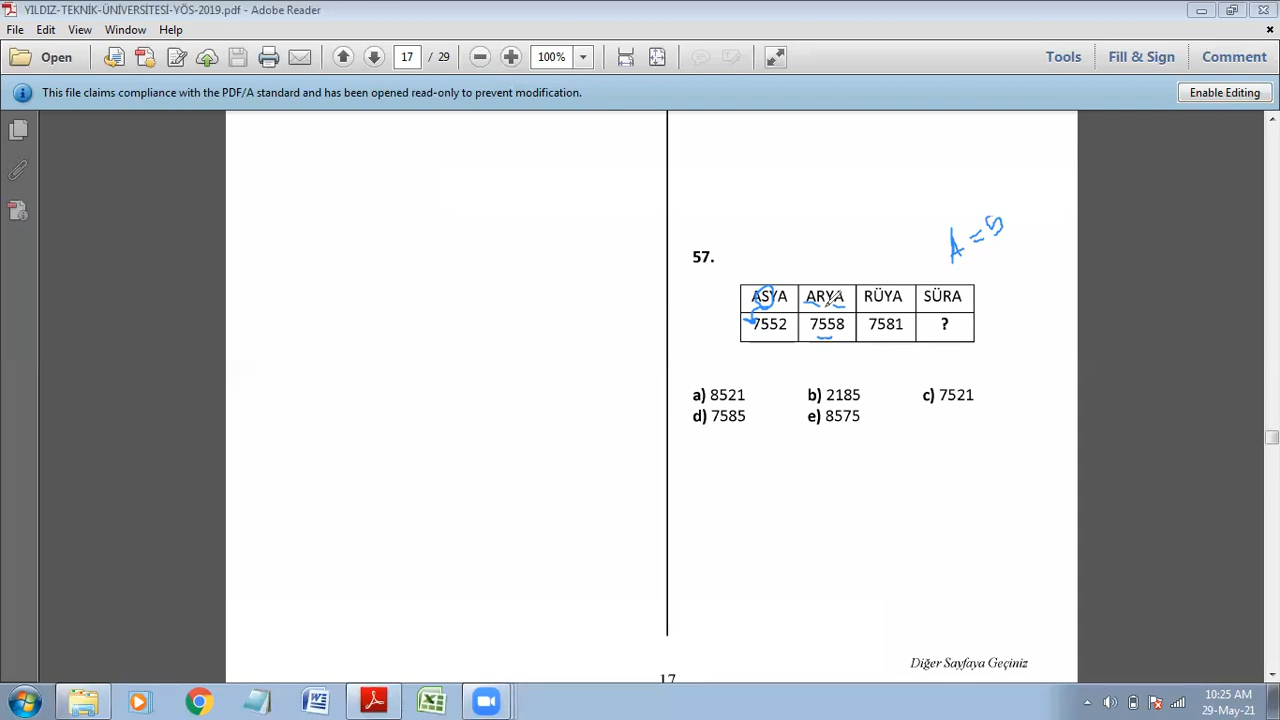 YILDIZ-TEKNİK-ÜNİVERSİTESİ-YÖS-2019.pdf - Adobe Reader
File Edit View Window Help
Open 17 / 29 100% Tools Fill & Sign Comment
This file claims compliance with the PDF/A standard and has been opened read-only to prevent modification. Enable Editing
A = 5
57.
ASYA ARYA RÜYA SÜRA
7552 7558 7581 ?
a) 8521 b) 2185 c) 7521
d) 7585 e) 8575
Diğer Sayfaya Geçiniz
17
10:25 AM
29-May-21